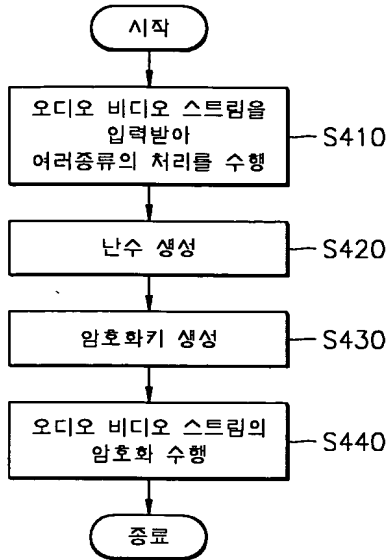 시작
오디오 비디오 스트림을
입력받아
여러종류의 처리를 수행
S410
난수 생성
S420
암호화키 생성
S430
오디오 비디오 스트림의
암호화 수행
S440
종료